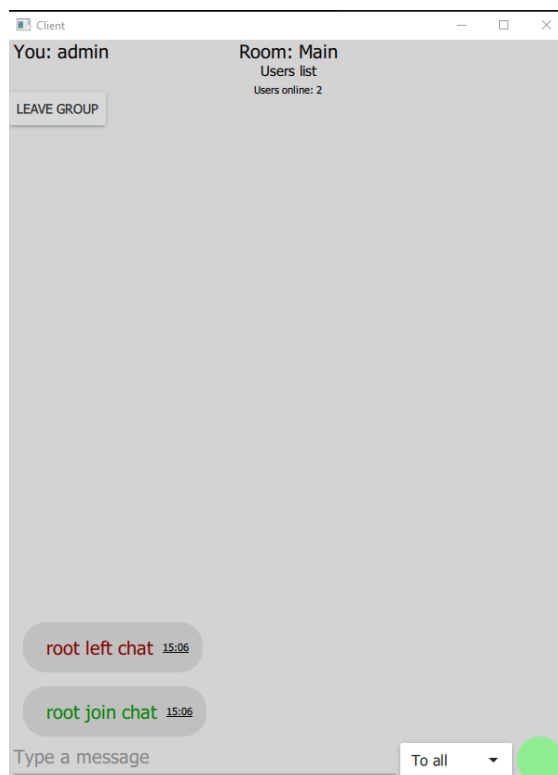 Client
You: admin
Room: Main
Users list
Users online: 2
LEAVE GROUP
root left chat 15:06
root join chat 15:06
Type a message
To all